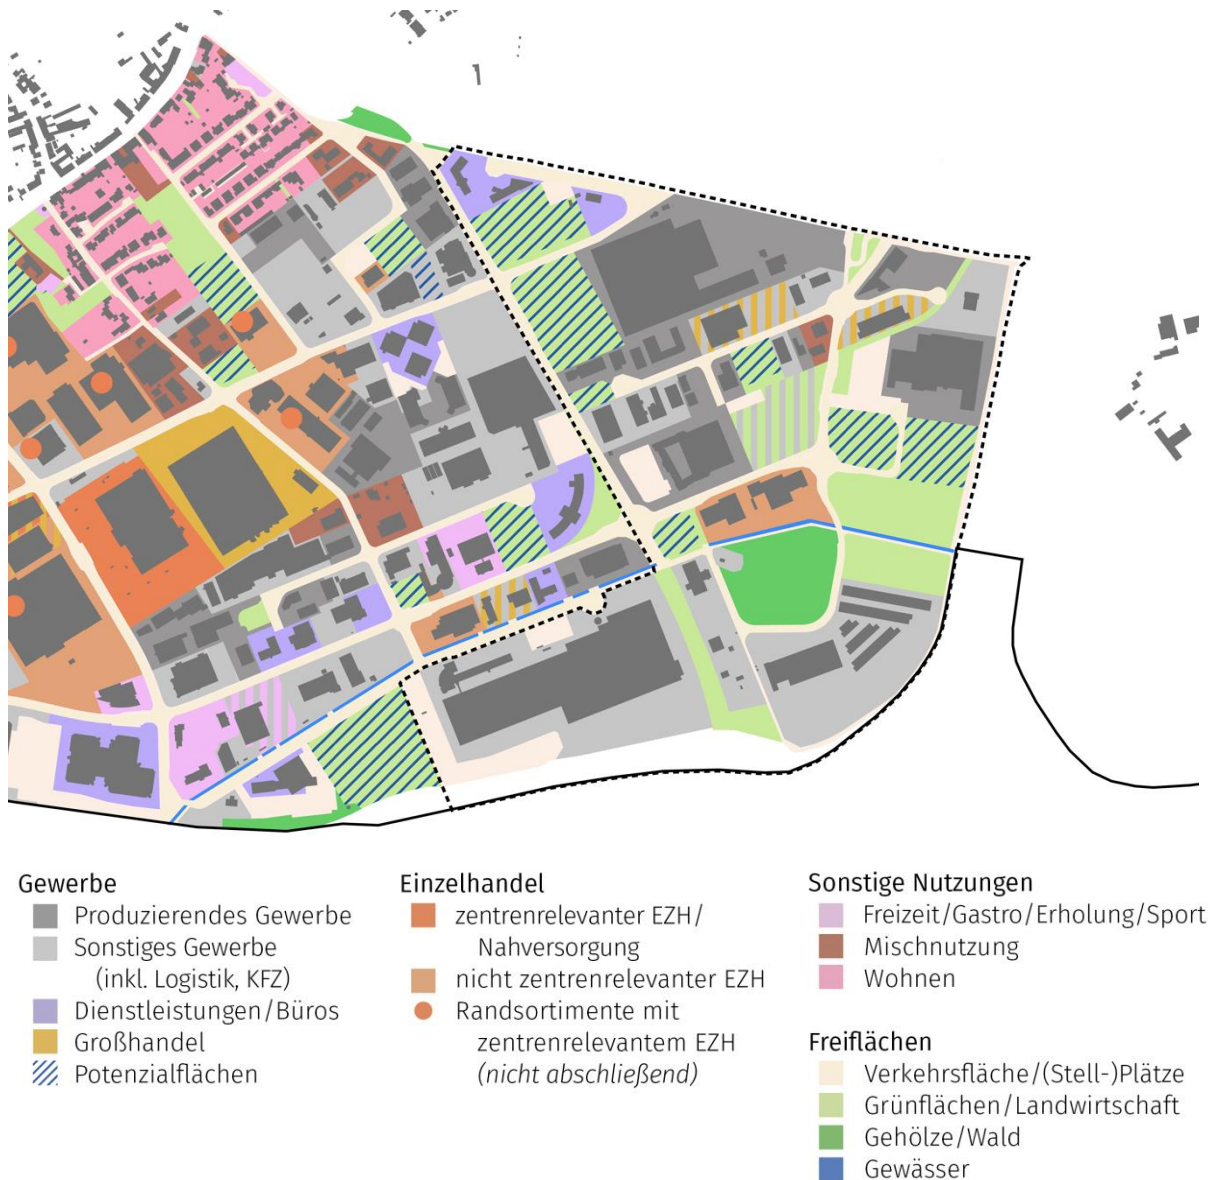 Gewerbe
Produzierendes Gewerbe
Sonstiges Gewerbe
(inkl. Logistik, KFZ)
Dienstleistungen/Büros
Großhandel
Potenzialflächen
Einzelhandel
zentrenrelevanter EZH/
Nahversorgung
nicht zentrenrelevanter EZH
Randsortimente mit
zentrenrelevantem EZH
(nicht abschließend)
Sonstige Nutzungen
Freizeit/Gastro/Erholung/Sport
Mischnutzung
Wohnen
Freiflächen
Verkehrsfläche/(Stell-)Plätze
Grünflächen/Landwirtschaft
Gehölze/Wald
Gewässer